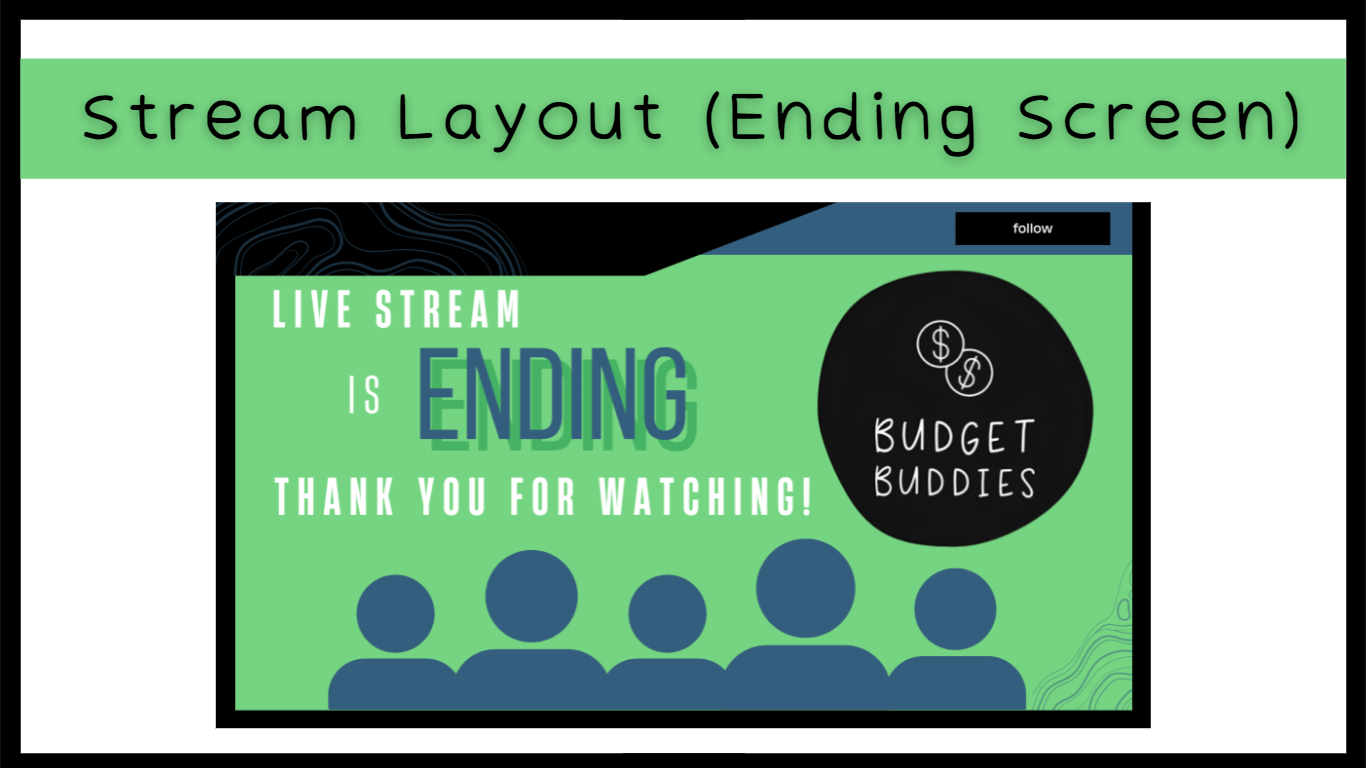 Stream Layout (Ending Screen)
follow
LIVE STREAM
IS ENDING
THANK YOU FOR WATCHING!
$
$
BUDGET
BUDDIES